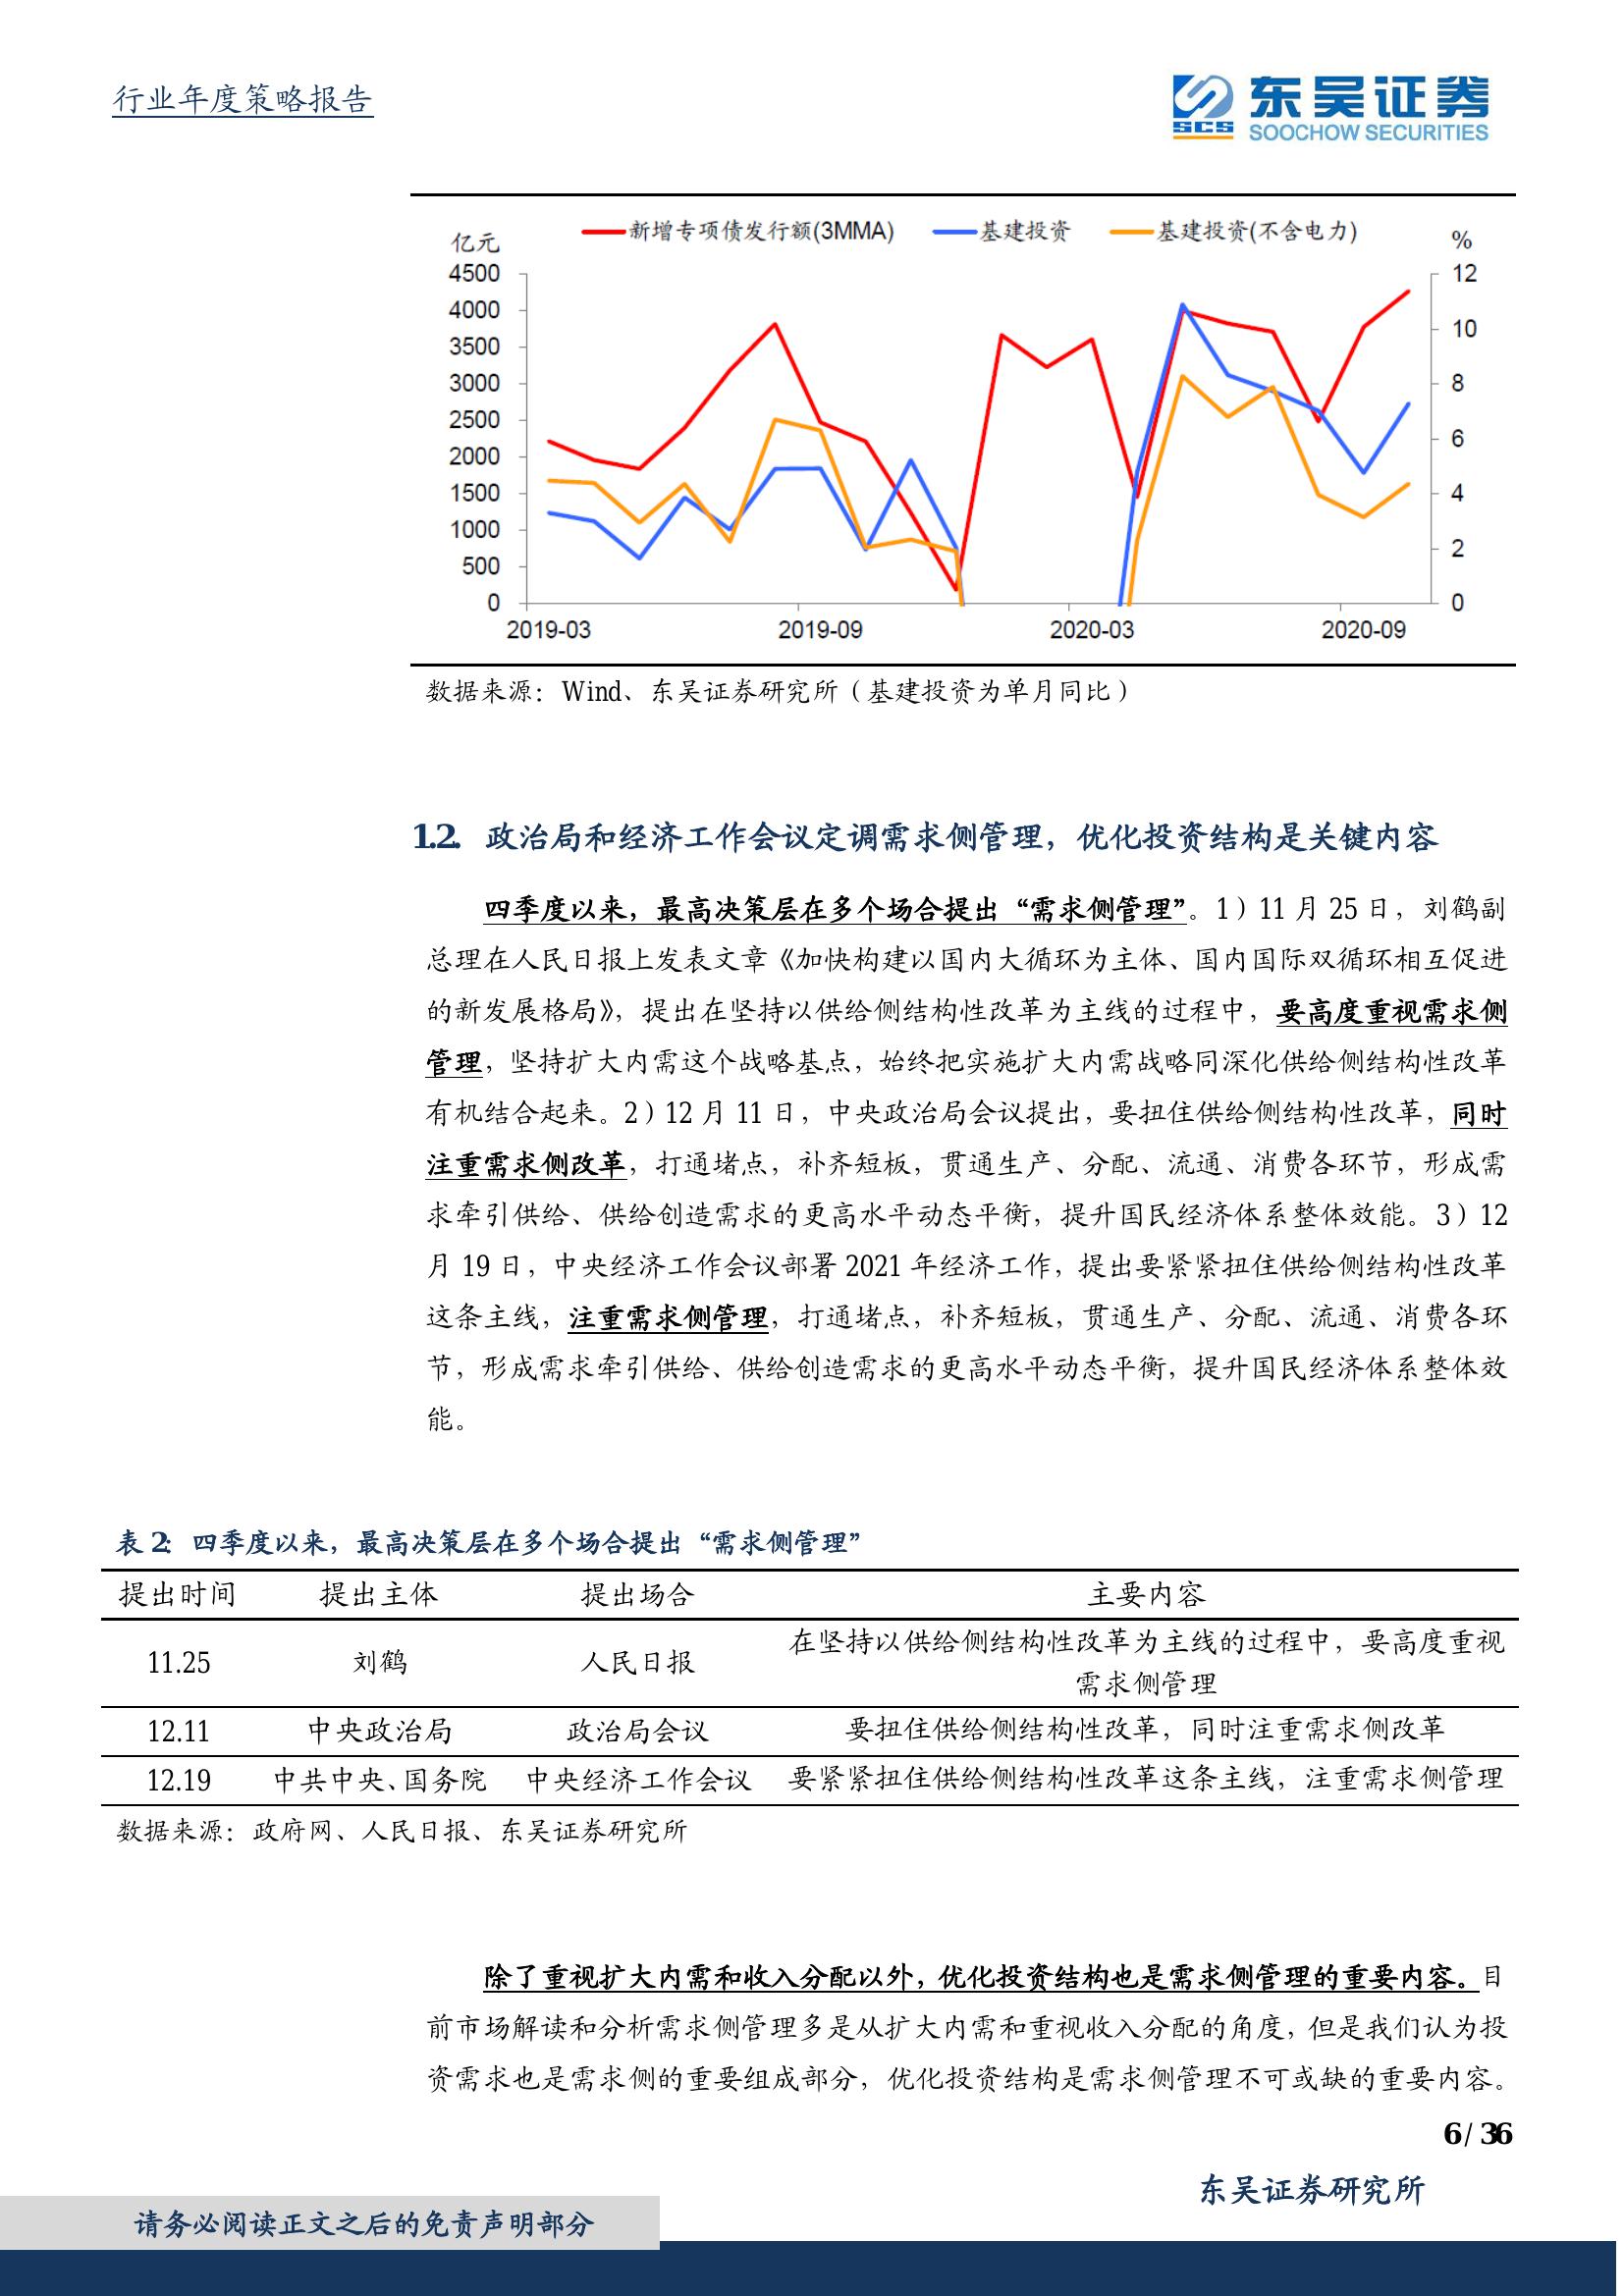 行业年度策略报告
东吴证券
SCS
SOOCHOW SECURITIES
新增专项债发行额(3MMA) 基建投资 基建投资(不含电力)
亿元 %
4500 12
4000
10
3500
3000 8
2500
6
2000
1500 4
1000
2
500
0 0
2019-03 2019-09 2020-03 2020-09
数据来源：Wind、东吴证券研究所（基建投资为单月同比）
1.2. 政治局和经济工作会议定调需求侧管理，优化投资结构是关键内容
四季度以来，最高决策层在多个场合提出“需求侧管理”。1）11 月 25 日，刘鹤副
总理在人民日报上发表文章《加快构建以国内大循环为主体、国内国际双循环相互促进
的新发展格局》，提出在坚持以供给侧结构性改革为主线的过程中，要高度重视需求侧
管理，坚持扩大内需这个战略基点，始终把实施扩大内需战略同深化供给侧结构性改革
有机结合起来。2）12 月 11 日，中央政治局会议提出，要扭住供给侧结构性改革，同时
注重需求侧改革，打通堵点，补齐短板，贯通生产、分配、流通、消费各环节，形成需
求牵引供给、供给创造需求的更高水平动态平衡，提升国民经济体系整体效能。3）12
月 19 日，中央经济工作会议部署 2021 年经济工作，提出要紧紧扭住供给侧结构性改革
这条主线，注重需求侧管理，打通堵点，补齐短板，贯通生产、分配、流通、消费各环
节，形成需求牵引供给、供给创造需求的更高水平动态平衡，提升国民经济体系整体效
能。
表 2：四季度以来，最高决策层在多个场合提出“需求侧管理”
提出时间 提出主体 提出场合 主要内容
11.25 刘鹤 人民日报 在坚持以供给侧结构性改革为主线的过程中，要高度重视
需求侧管理
12.11 中央政治局 政治局会议 要扭住供给侧结构性改革，同时注重需求侧改革
12.19 中共中央、国务院 中央经济工作会议 要紧紧扭住供给侧结构性改革这条主线，注重需求侧管理
数据来源：政府网、人民日报、东吴证券研究所
除了重视扩大内需和收入分配以外，优化投资结构也是需求侧管理的重要内容。目
前市场解读和分析需求侧管理多是从扩大内需和重视收入分配的角度，但是我们认为投
资需求也是需求侧的重要组成部分，优化投资结构是需求侧管理不可或缺的重要内容。
6 / 36
东吴证券研究所
请务必阅读正文之后的免责声明部分